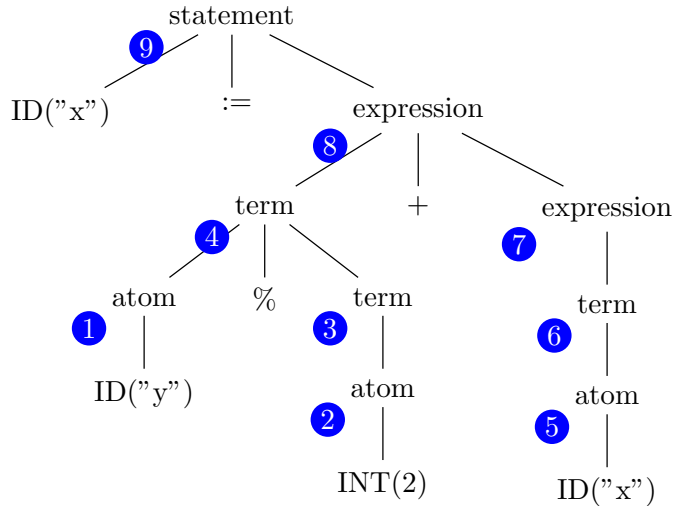 statement
9
ID("x")
:=
expression
8
term
+
expression
4
7
atom
%
term
term
1
3
6
ID("y")
atom
atom
2
5
INT(2)
ID("x")